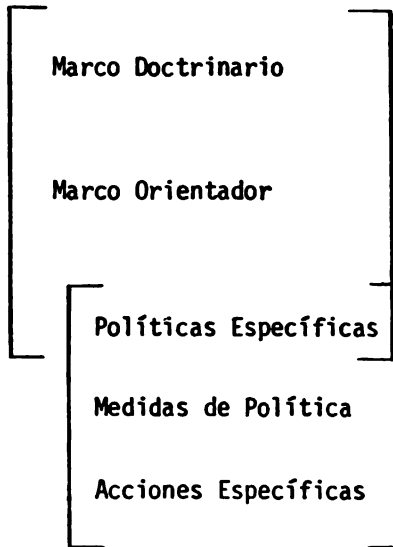 Marco Doctrinario
Marco Orientador
Políticas Específicas
Medidas de Política
Acciones Específicas